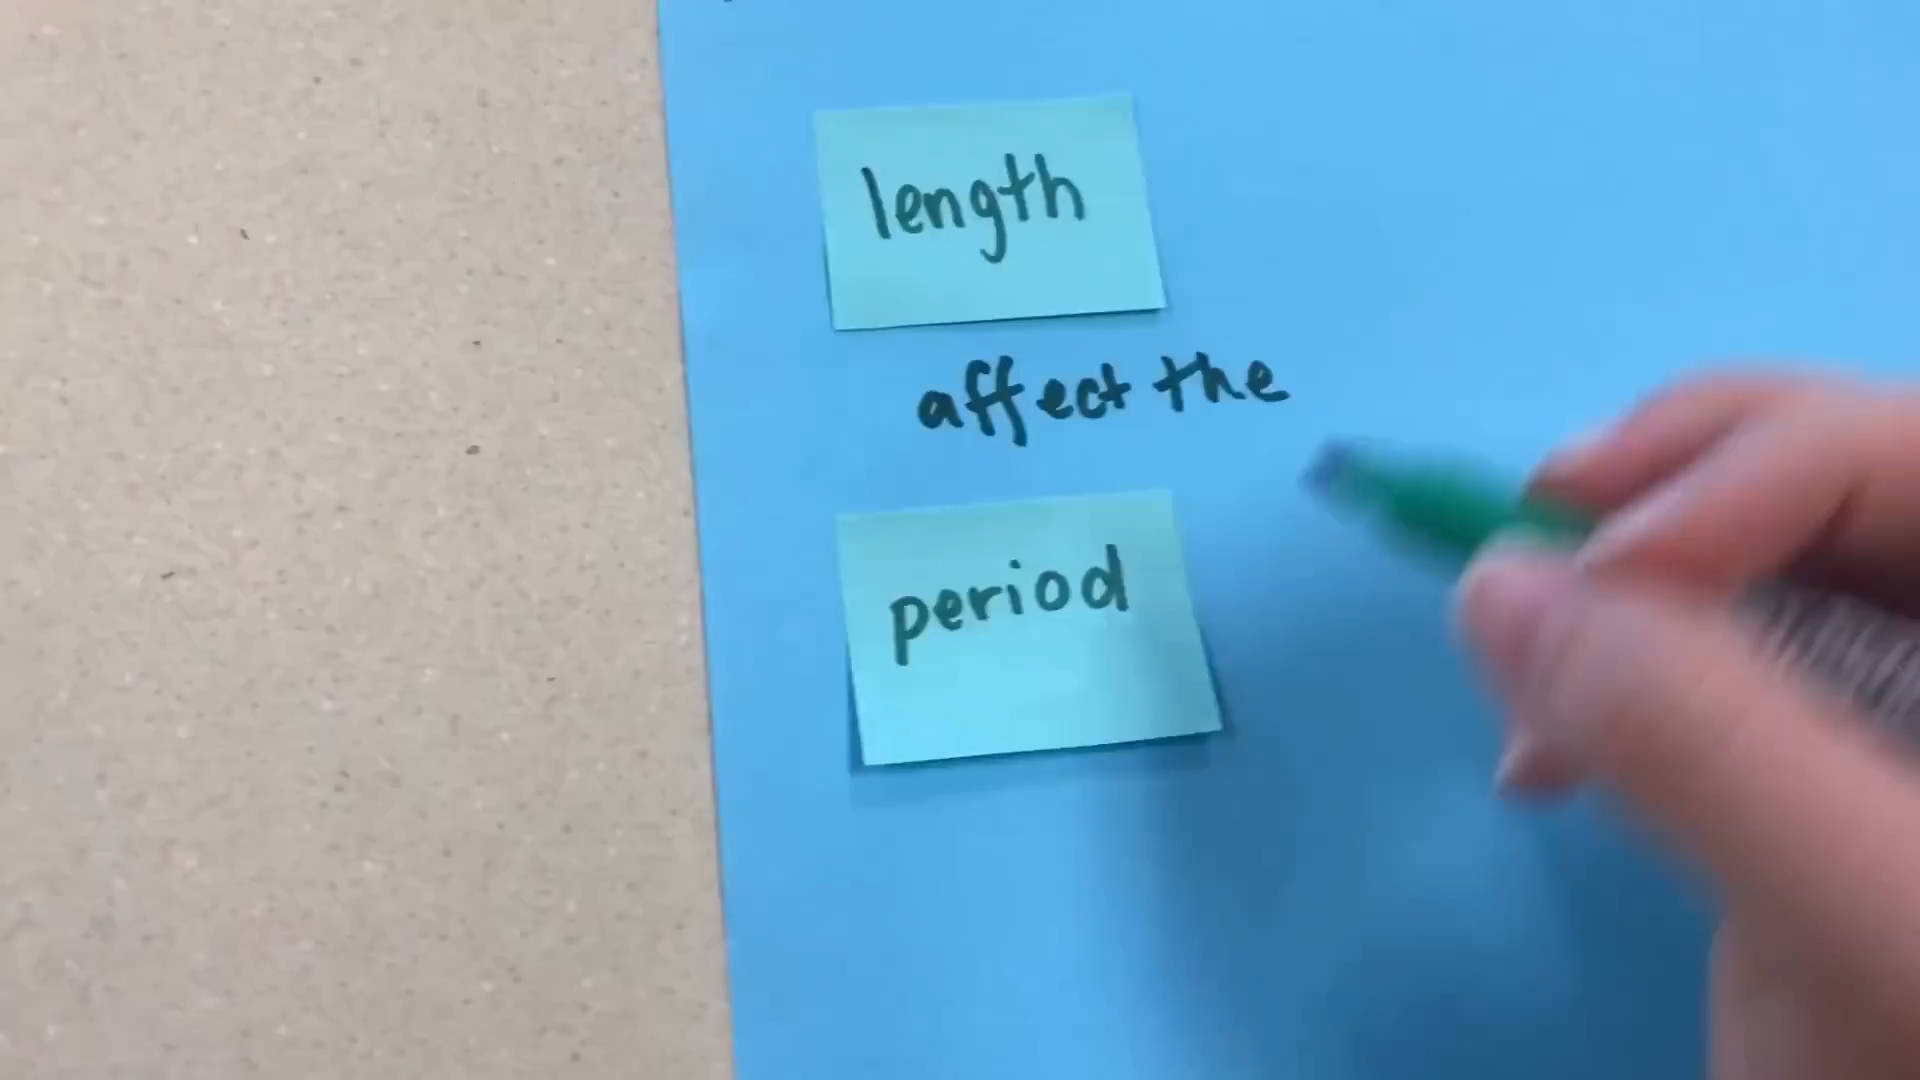 length
affect the
period